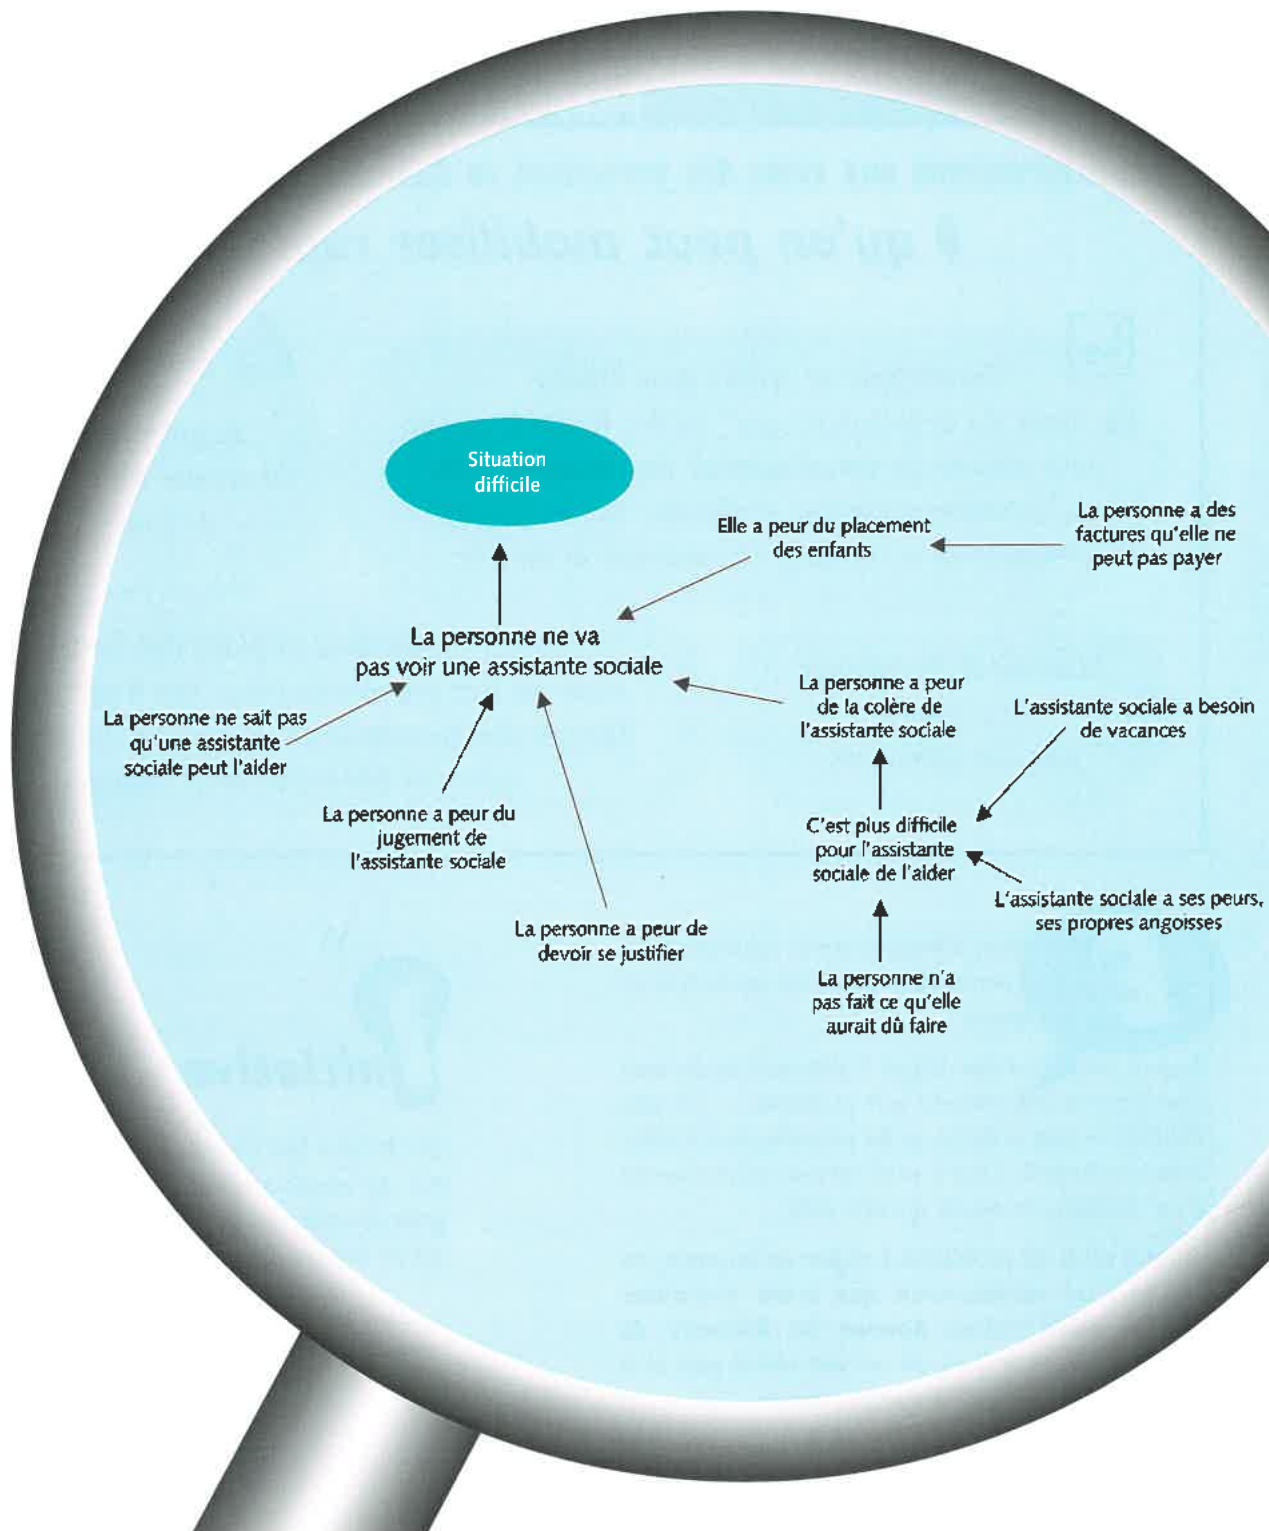 Situation
difficile
Elle a peur du placement
des enfants
La personne a des
factures qu'elle ne
peut pas payer
La personne ne va
pas voir une assistante sociale
La personne ne sait pas
qu'une assistante
sociale peut l'aider
La personne a peur du
jugement de
l'assistante sociale
La personne a peur de
devoir se justifier
La personne a peur
de la colère de
l'assistante sociale
L'assistante sociale a besoin
de vacances
C'est plus difficile
pour l'assistante
sociale de l'aider
L'assistante sociale a ses peurs,
ses propres angoisses
La personne n'a
pas fait ce qu'elle
aurait dû faire